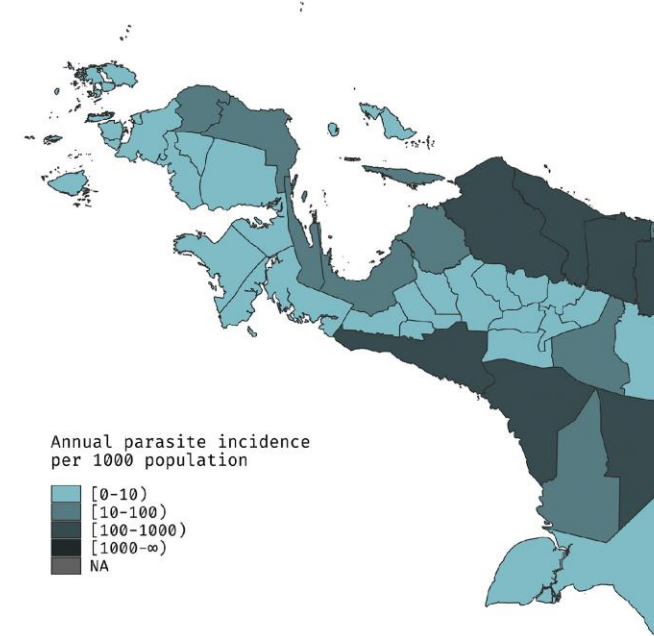 Annual parasite incidence
per 1000 population
[0-10)
[10-100)
[100-1000)
[1000-∞)
NA